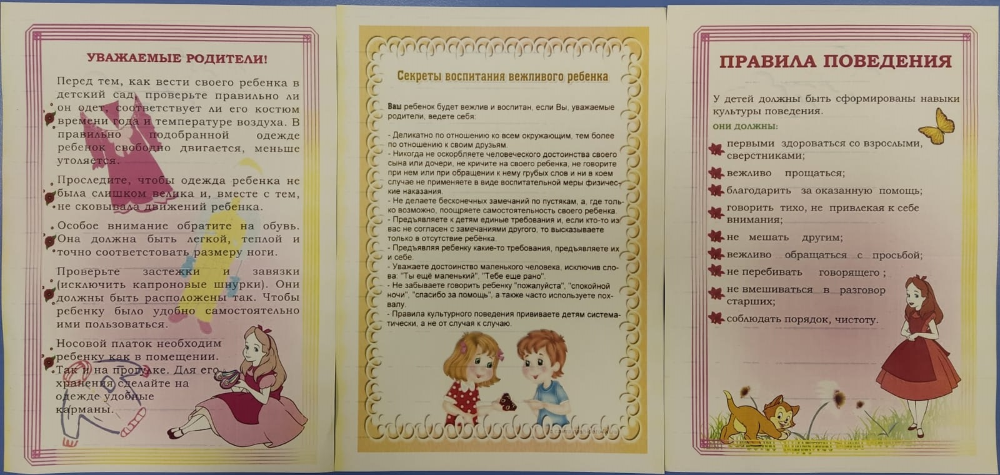 УВАЖАЕМЫЕ РОДИТЕЛИ!
Перед тем, как вести своего ребенка в
детский сад, проверьте правильно ли
он одет, соответствует ли его костюм
времени года и температуре воздуха. В
правильно подобранной одежде
ребенок свободно двигается, меньше
утоляется.
Проследите, чтобы одежда ребенка не
была слишком велика и, вместе с тем,
не сковывала движений ребенка.
Особое внимание обратите на обувь.
Она должна быть легкой, теплой и
точно соответстовать размеру ноги.
Проверьте застежки и завязки
(исключить капроновые шнурки). Они
должны быть расположены так. Чтобы
ребенку было удобно самостоятельно
ими пользоваться.
Носовой платок необходим
ребенку как в помещении.
Так и на прогулке. Для его
хранения сделайте на
одежде удобные
карманы.
Секреты воспитания вежливого ребенка
Ваш ребенок будет вежлив и воспитан, если Вы, уважаемые
родители, ведете себя:
- Деликатно по отношению ко всем окружающим, тем более
по отношению к своим друзьям.
- Никогда не оскорбляете человеческого достоинства своего
сына или дочери, не кричите на своего ребенка, не говорите
при нем или при обращении к нему грубых слов и ни в коем
случае не применяете в виде воспитательной меры физичес-
кие наказания.
- Не делаете бесконечных замечаний по пустякам, а, где толь-
ко возможно, поощряете самостоятельность своего ребенка.
- Предъявляете к детям единые требования и, если кто-то из
вас не согласен с замечаниями другого, то высказываете
только в отсутствие ребёнка.
- Предъявляя ребенку какие-то требования, предъявляете их
и себе.
- Уважаете достоинство маленького человека, исключив сло-
ва: "Ты ещё маленький", "Тебе еще рано".
- Не забываете говорить ребенку "пожалуйста", "спокойной
ночи", "спасибо за помощь", а также часто используете пох-
валу.
- Правила культурного поведения прививаете детям система-
тически, а не от случая к случаю.
с сайта
ПРАВИЛА ПОВЕДЕНИЯ
У детей должны быть сформированы навыки
культуры поведения.
ОНИ ДОЛЖНЫ:
первыми здороваться со взрослыми,
сверстниками;
вежливо прощаться;
благодарить за оказанную помощь;
говорить тихо, не привлекая к себе
внимания;
не мешать другим;
вежливо обращаться с просьбой;
не перебивать говорящего ;
не вмешиваться в разговор
старших;
соблюдать порядок, чистоту.